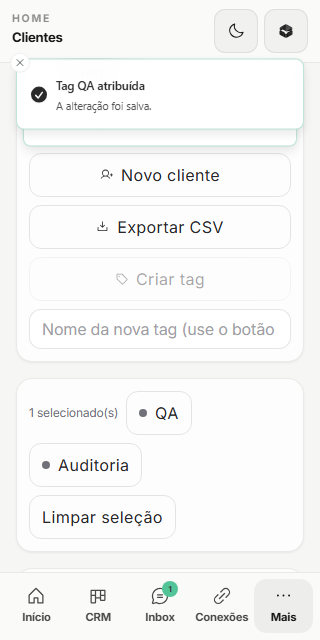 HOME
Clientes
Tag QA atribuída
A alteração foi salva.
Novo cliente
Exportar CSV
Criar tag
Nome da nova tag (use o botão
1 selecionado(s)
QA
Auditoria
Limpar seleção
1
Início
CRM
Inbox
Conexões
Mais